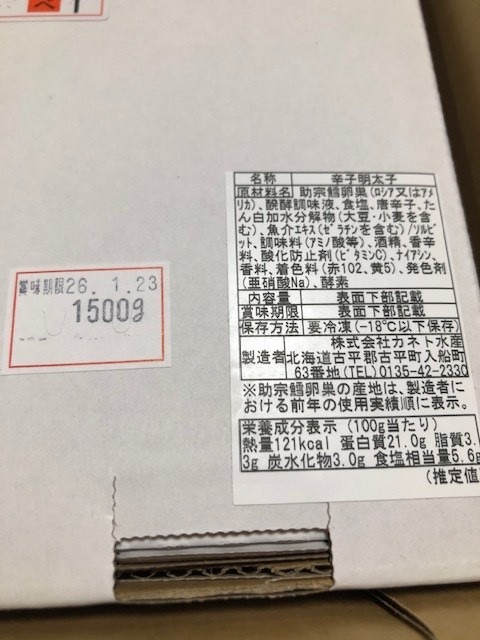 賞味期限26. 1.23
15009
名称 辛子明太子
原材料名 助宗鱈卵巣(ロシア又はアメ
リカ)、醗酵調味液、食塩、唐辛子、た
ん白加水分解物(大豆・小麦を含
む)、魚介エキス(ゼラチンを含む)/ソルビ
ット、調味料(アミノ酸等)、酒精、香辛
料、酸化防止剤(ビタミンC)、ナイアシン、
香料、着色料(赤102、黄5)、発色剤
(亜硝酸Na)、酵素
内容量 表面下部記載
賞味期限 表面下部記載
保存方法 要冷凍(-18℃以下保存)
製造者 株式会社カネト水産
北海道古平郡古平町入船町
63番地(TEL)0135-42-2330
※助宗鱈卵巣の産地は、製造者に
おける前年の使用実績順に表示。
栄養成分表示 (100g当たり)
熱量121kcal 蛋白質21.0g 脂質3.
3g 炭水化物3.0g 食塩相当量5.6g
(推定値